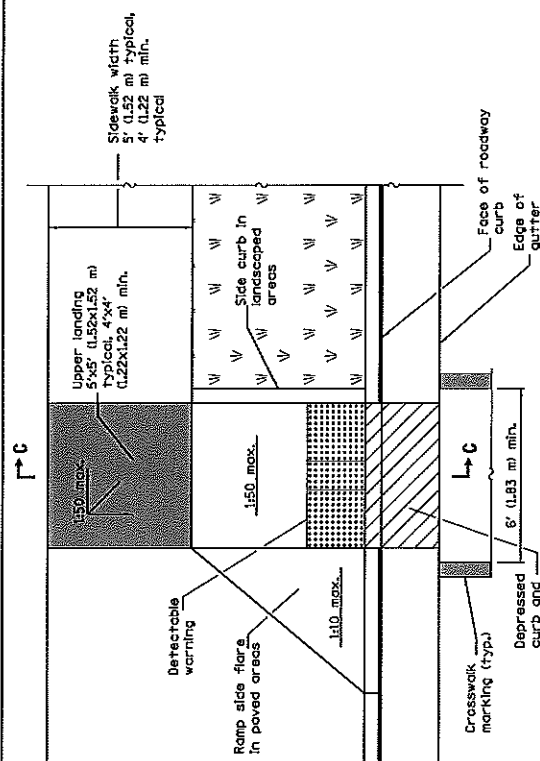 Sidewalk width
5' (1.52 m) typical,
4' (1.22 m) min.
typical
Upper landing
5'x5' (1.52x1.52 m)
typical, 4'x4'
(1.22x1.22 m) min.
C
1:50 max.
Side curb in
landscaped
areas
1:50 max.
Detectable
warning
Ramp side flare
in paved areas
1:10 max.
Face of roadway
curb
Edge of
gutter
C
6' (1.83 m) min.
Crosswalk
marking (typ.)
Depressed
curb and